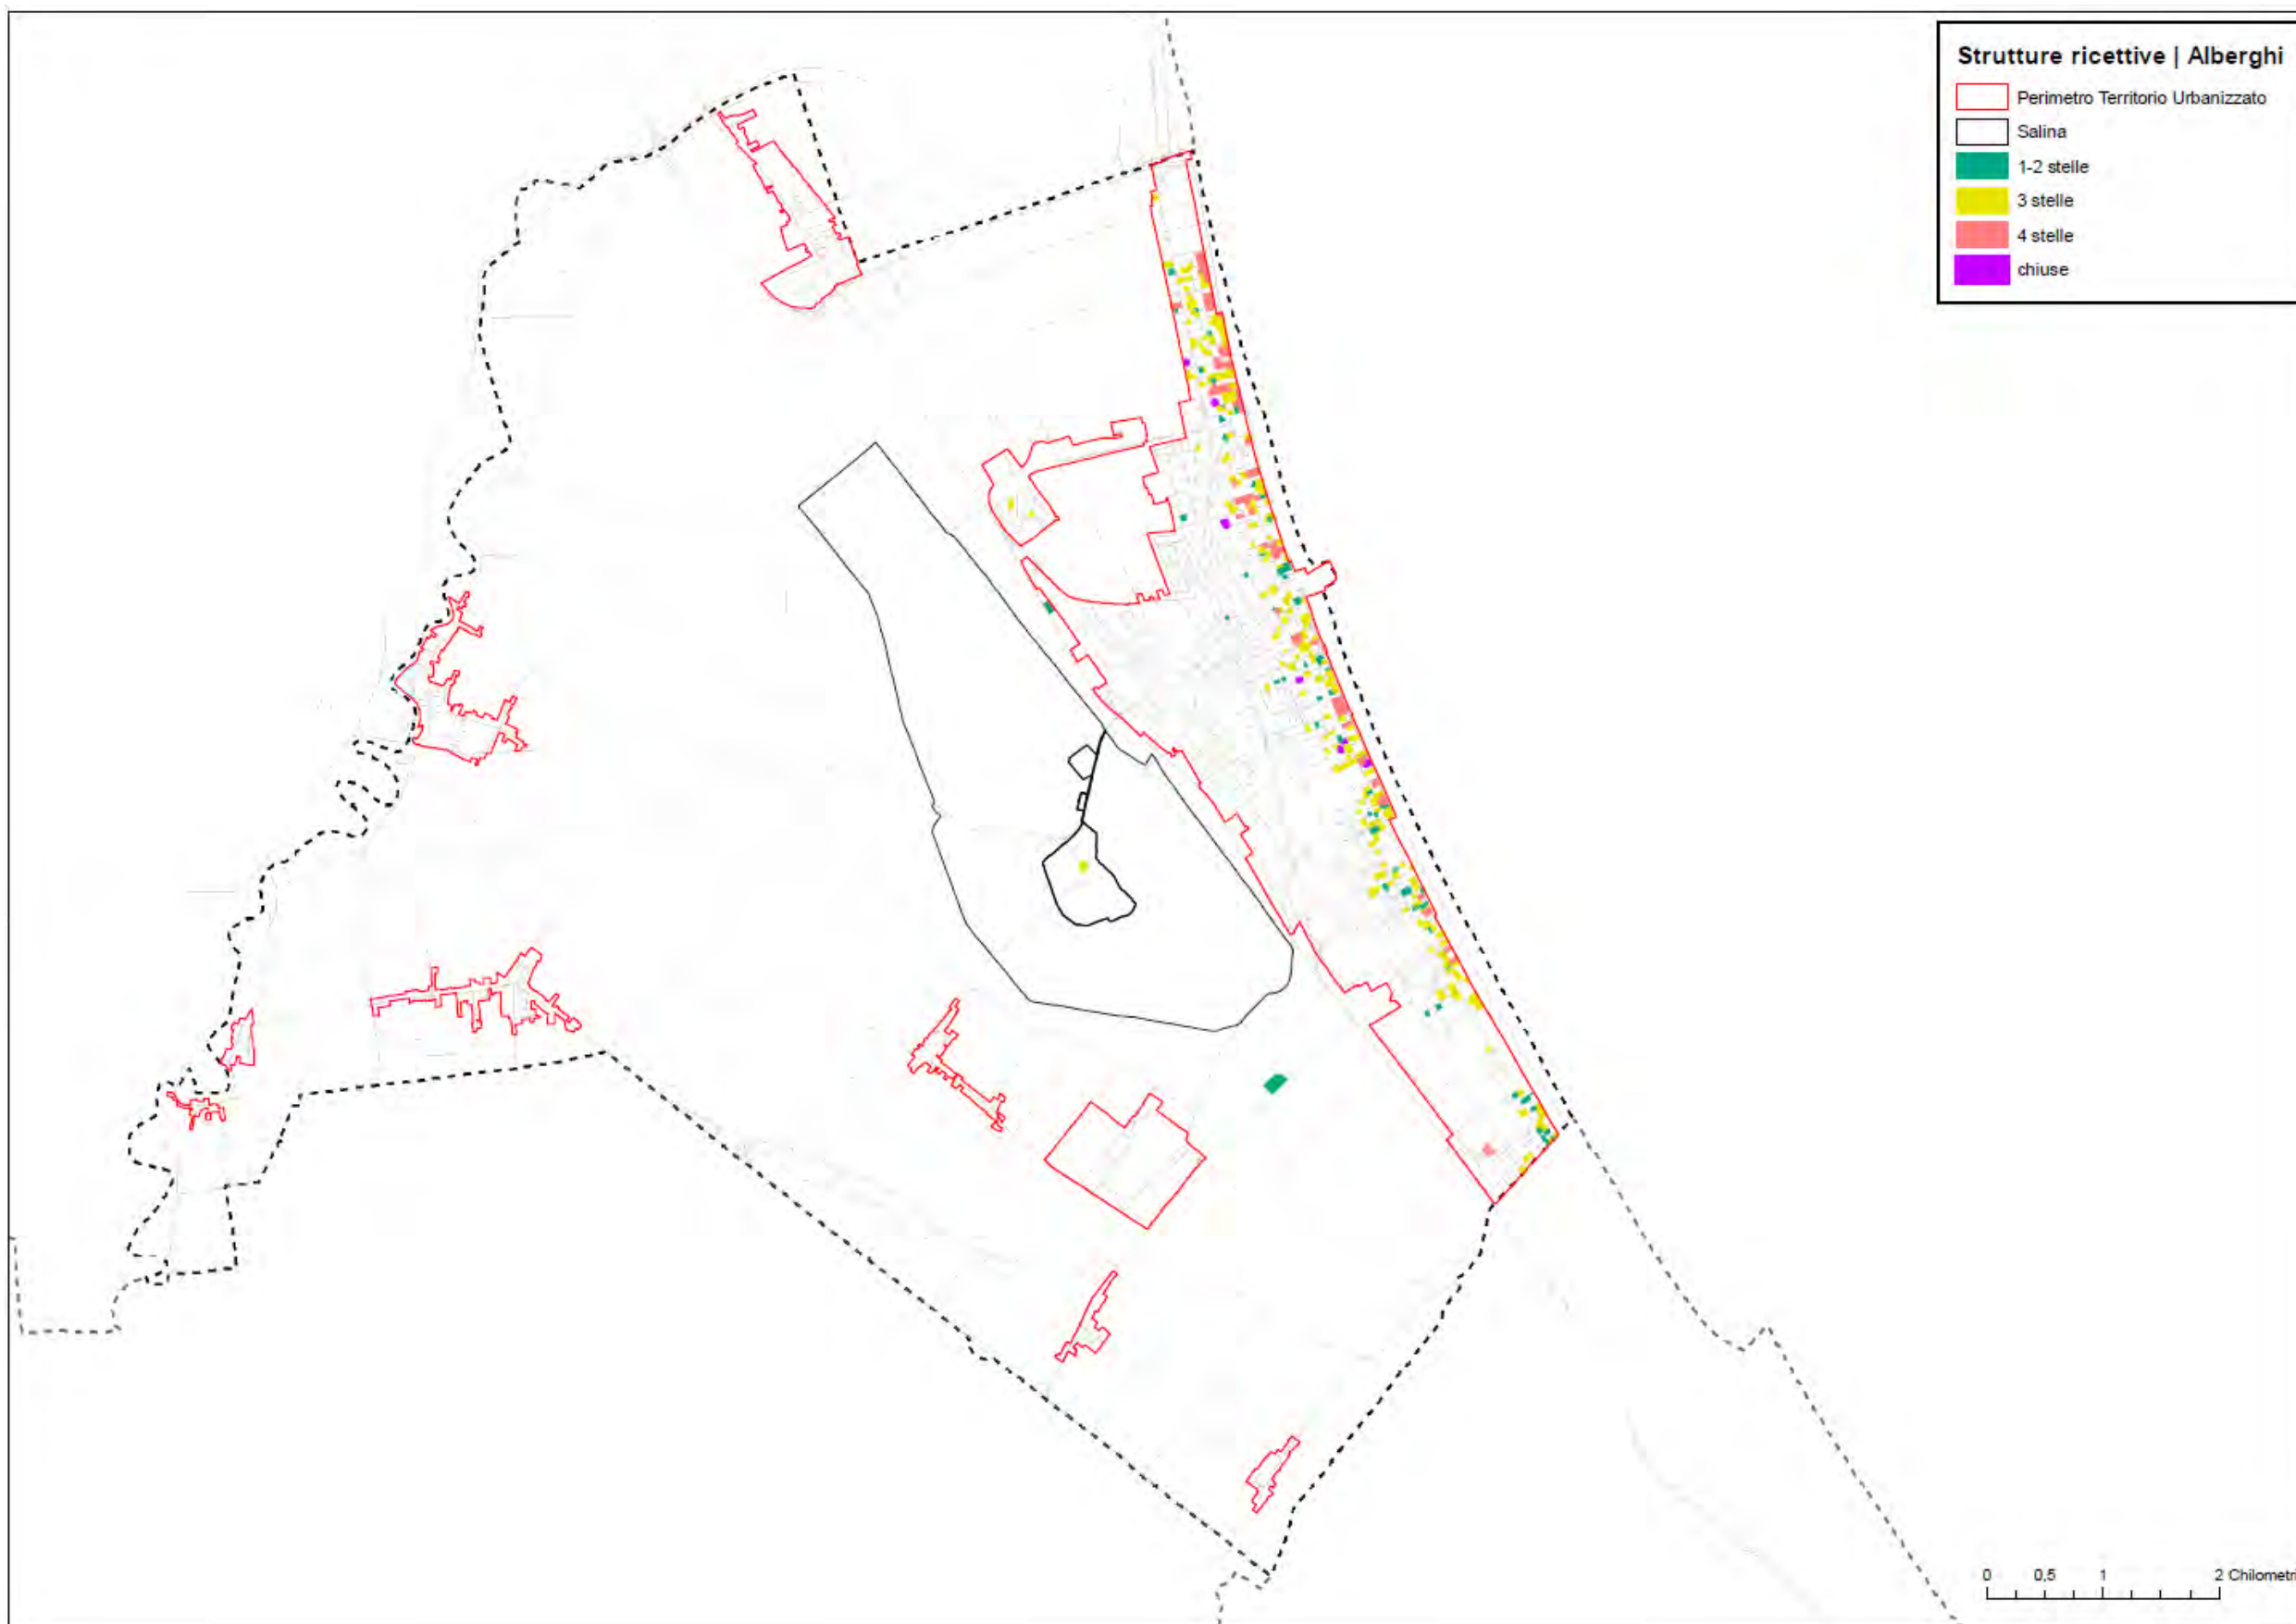 Strutture ricettive | Alberghi
Perimetro Territorio Urbanizzato
Salina
1-2 stelle
3 stelle
4 stelle
chiuse
0 0,5 1 2 Chilometri